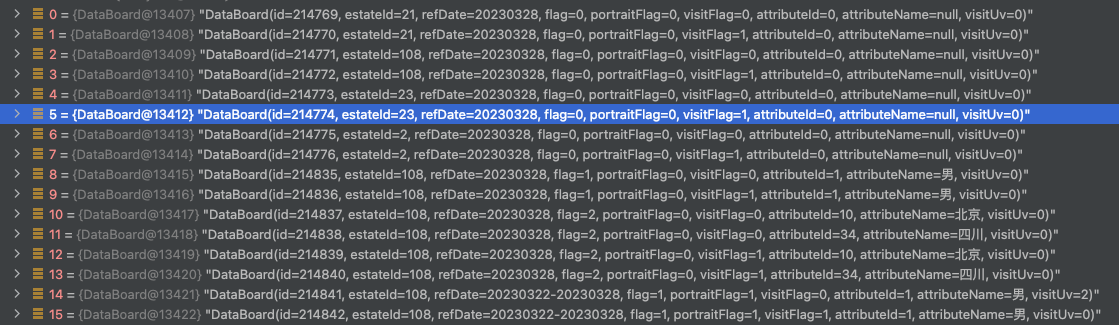 0 = {DataBoard@13407} "DataBoard(id=214769, estateId=21, refDate=20230328, flag=0, portraitFlag=0, visitFlag=0, attributeId=0, attributeName=null, visitUv=0)"
1 = {DataBoard@13408} "DataBoard(id=214770, estateId=21, refDate=20230328, flag=0, portraitFlag=0, visitFlag=1, attributeId=0, attributeName=null, visitUv=0)"
2 = {DataBoard@13409} "DataBoard(id=214771, estateId=108, refDate=20230328, flag=0, portraitFlag=0, visitFlag=0, attributeId=0, attributeName=null, visitUv=0)"
3 = {DataBoard@13410} "DataBoard(id=214772, estateId=108, refDate=20230328, flag=0, portraitFlag=0, visitFlag=1, attributeId=0, attributeName=null, visitUv=0)"
4 = {DataBoard@13411} "DataBoard(id=214773, estateId=23, refDate=20230328, flag=0, portraitFlag=0, visitFlag=0, attributeId=0, attributeName=null, visitUv=0)"
5 = {DataBoard@13412} "DataBoard(id=214774, estateId=23, refDate=20230328, flag=0, portraitFlag=0, visitFlag=1, attributeId=0, attributeName=null, visitUv=0)"
6 = {DataBoard@13413} "DataBoard(id=214775, estateId=2, refDate=20230328, flag=0, portraitFlag=0, visitFlag=0, attributeId=0, attributeName=null, visitUv=0)"
7 = {DataBoard@13414} "DataBoard(id=214776, estateId=2, refDate=20230328, flag=0, portraitFlag=0, visitFlag=1, attributeId=0, attributeName=null, visitUv=0)"
8 = {DataBoard@13415} "DataBoard(id=214835, estateId=108, refDate=20230328, flag=1, portraitFlag=0, visitFlag=0, attributeId=1, attributeName=男, visitUv=0)"
9 = {DataBoard@13416} "DataBoard(id=214836, estateId=108, refDate=20230328, flag=1, portraitFlag=0, visitFlag=1, attributeId=1, attributeName=男, visitUv=0)"
10 = {DataBoard@13417} "DataBoard(id=214837, estateId=108, refDate=20230328, flag=2, portraitFlag=0, visitFlag=0, attributeId=10, attributeName=北京, visitUv=0)"
11 = {DataBoard@13418} "DataBoard(id=214838, estateId=108, refDate=20230328, flag=2, portraitFlag=0, visitFlag=0, attributeId=34, attributeName=四川, visitUv=0)"
12 = {DataBoard@13419} "DataBoard(id=214839, estateId=108, refDate=20230328, flag=2, portraitFlag=0, visitFlag=1, attributeId=10, attributeName=北京, visitUv=0)"
13 = {DataBoard@13420} "DataBoard(id=214840, estateId=108, refDate=20230328, flag=2, portraitFlag=0, visitFlag=1, attributeId=34, attributeName=四川, visitUv=0)"
14 = {DataBoard@13421} "DataBoard(id=214841, estateId=108, refDate=20230322-20230328, flag=1, portraitFlag=1, visitFlag=0, attributeId=1, attributeName=男, visitUv=2)"
15 = {DataBoard@13422} "DataBoard(id=214842, estateId=108, refDate=20230322-20230328, flag=1, portraitFlag=1, visitFlag=1, attributeId=1, attributeName=男, visitUv=0)"